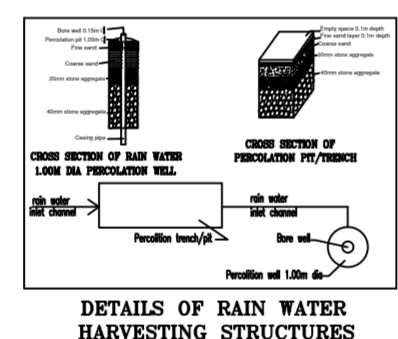 Bore well 0.15m
Percolation pit 1.00m
Fine sand
Coarse sand
20mm stone aggregate
40mm stone aggregate
Casing pipe
CROSS SECTION OF RAIN WATER
1.00M DIA PERCOLATION WELL
Empty space 0.1m depth
Fine sand layer 0.1m depth
Coarse sand
20mm stone aggregate
40mm stone aggregate
CROSS SECTION OF
PERCOLATION PIT/TRENCH
rain water
inlet channel
Percolition trench/pit
rain water
inlet channel
Bore well
Percolition well 1.00m dia
DETAILS OF RAIN WATER
HARVESTING STRUCTURES